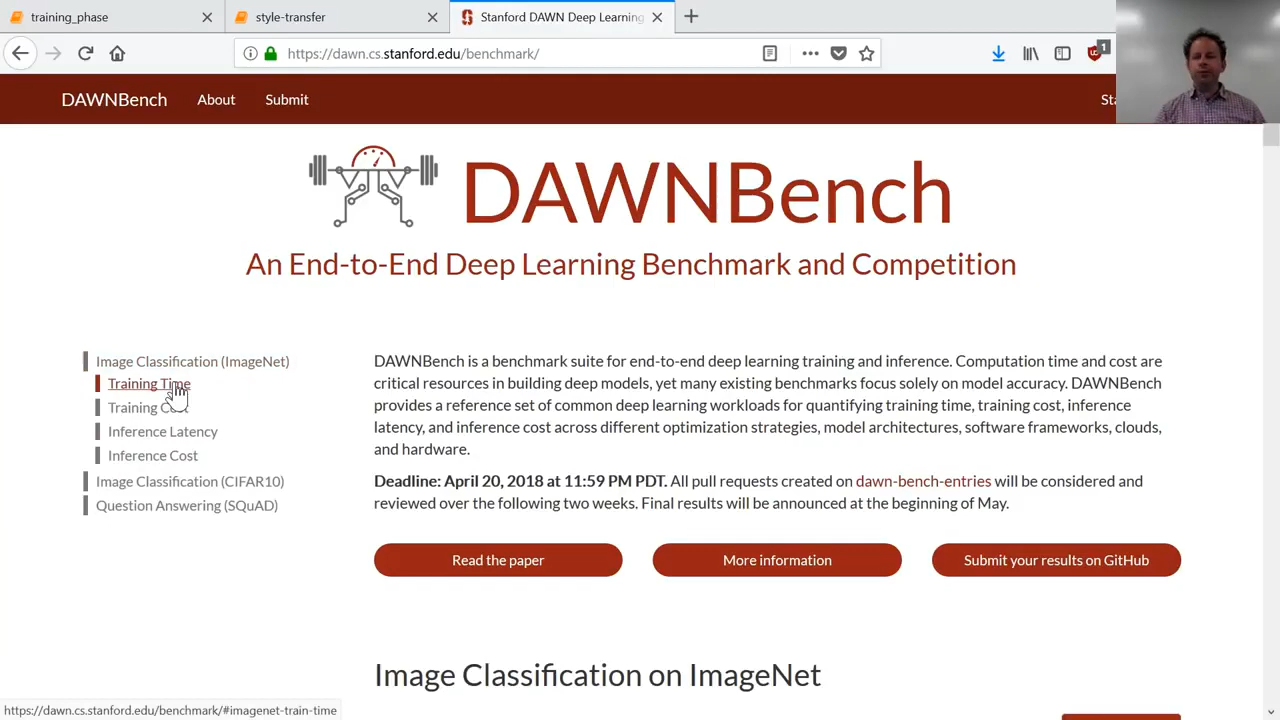 training_phase
style-transfer
Stanford DAWN Deep Learning
https://dawn.cs.stanford.edu/benchmark/
1
DAWNBench
About
Submit
Sta
DAWNBench
An End-to-End Deep Learning Benchmark and Competition
Image Classification (ImageNet)
Training Time
Training Cost
Inference Latency
Inference Cost
Image Classification (CIFAR10)
Question Answering (SQuAD)
DAWNBench is a benchmark suite for end-to-end deep learning training and inference. Computation time and cost are
critical resources in building deep models, yet many existing benchmarks focus solely on model accuracy. DAWNBench
provides a reference set of common deep learning workloads for quantifying training time, training cost, inference
latency, and inference cost across different optimization strategies, model architectures, software frameworks, clouds,
and hardware.
Deadline: April 20, 2018 at 11:59 PM PDT. All pull requests created on dawn-bench-entries will be considered and
reviewed over the following two weeks. Final results will be announced at the beginning of May.
Read the paper
More information
Submit your results on GitHub
Image Classification on ImageNet
https://dawn.cs.stanford.edu/benchmark/#imagenet-train-time